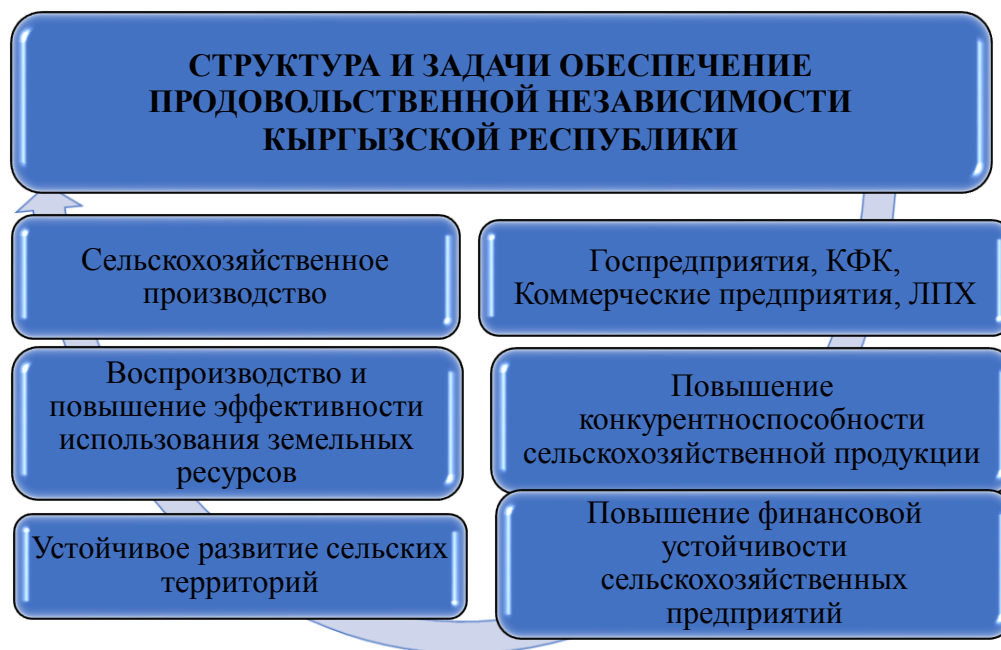 СТРУКТУРА И ЗАДАЧИ ОБЕСПЕЧЕНИЕ
ПРОДОВОЛЬСТВЕННОЙ НЕЗАВИСИМОСТИ
КЫРГЫЗСКОЙ РЕСПУБЛИКИ
Сельскохозяйственное
производство
Госпредприятия, КФК,
Коммерческие предприятия, ЛПХ
Воспроизводство и
повышение эффективности
использования земельных
ресурсов
Повышение
конкурентноспособности
сельскохозяйственной продукции
Устойчивое развитие сельских
территорий
Повышение финансовой
устойчивости
сельскохозяйственных
предприятий